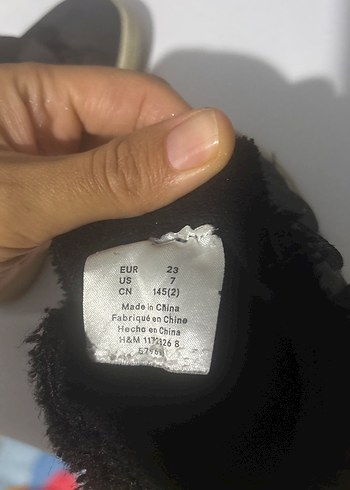 EUR 23
US 7
CN 145(2)
Made in China
Fabriqué en Chine
Hecho en China
H&M